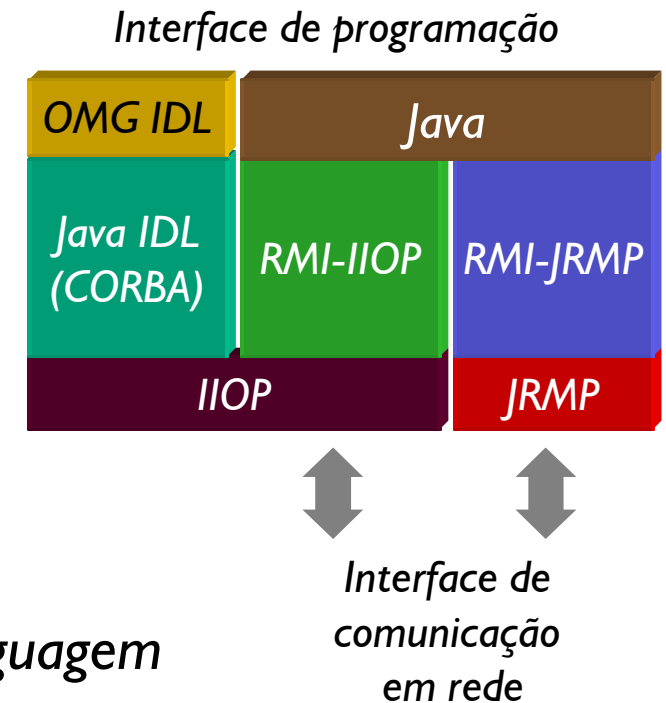 Interface de programação
OMG IDL
Java
Java IDL
(CORBA)
RMI-IIOP
RMI-JRMP
IIOP
JRMP
Interface de
comunicação
em rede
guagem